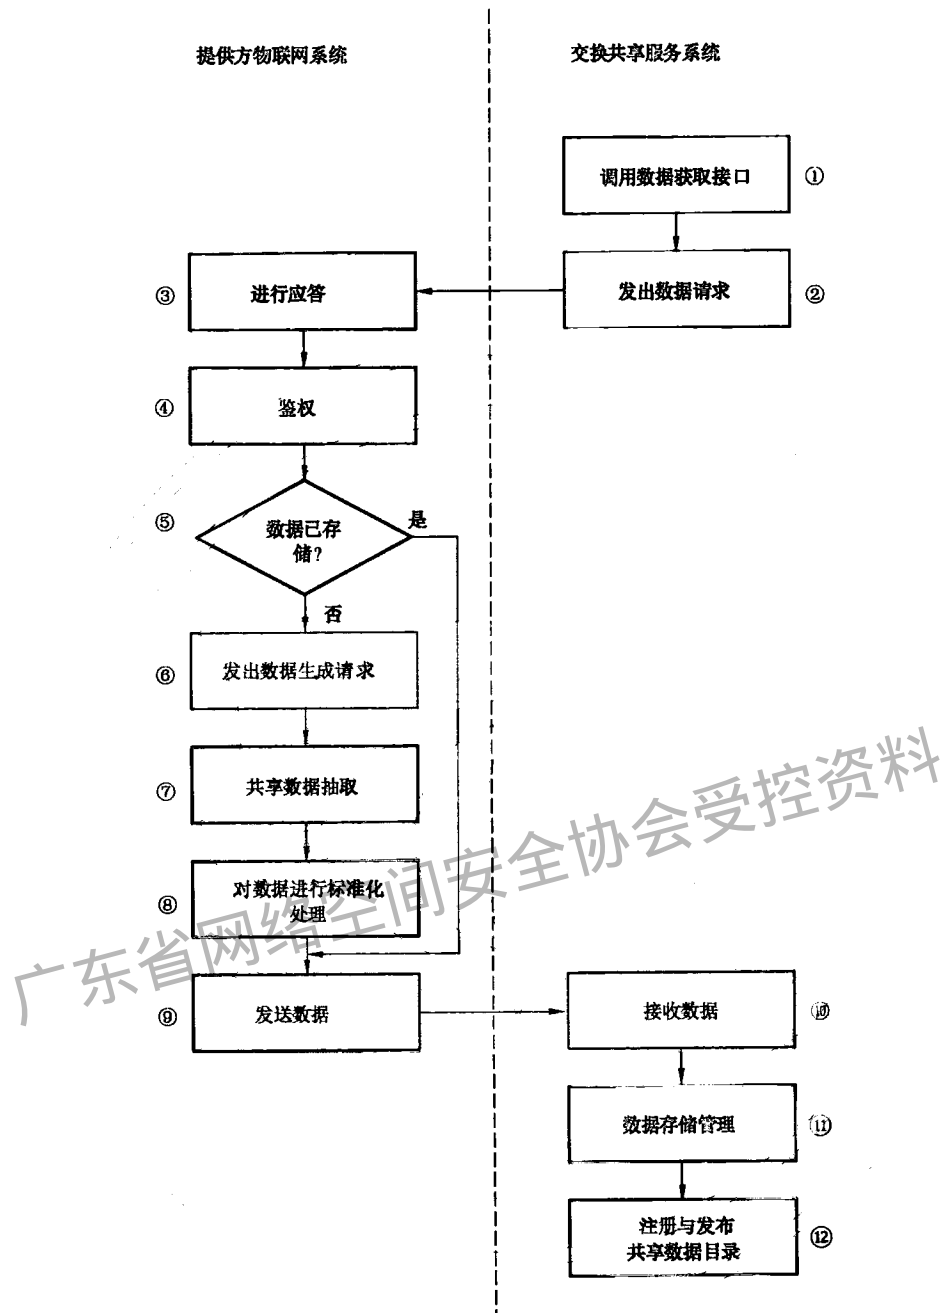 提供方物联网系统
交换共享服务系统
调用数据获取接口
①
发出数据请求
②
③
进行应答
④
鉴权
⑤
数据已存
储?
是
否
⑥
发出数据生成请求
⑦
共享数据抽取
⑧
对数据进行标准化
处理
⑨
发送数据
接收数据
⑩
数据存储管理
⑪
注册与发布
共享数据目录
⑫
广东省网络空间安全协会受控资料